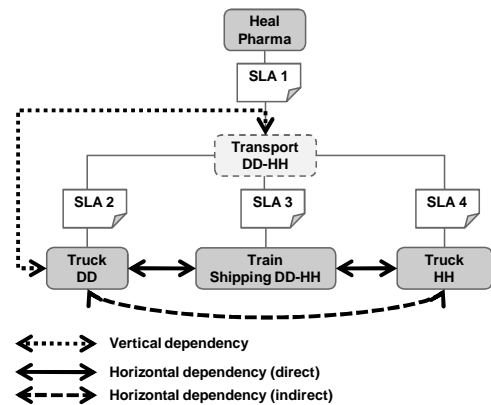 Heal
Pharma
SLA 1
Transport
DD-HH
SLA 2
SLA 3
SLA 4
Truck
DD
Train
Shipping DD-HH
Truck
HH
Vertical dependency
Horizontal dependency (direct)
Horizontal dependency (indirect)